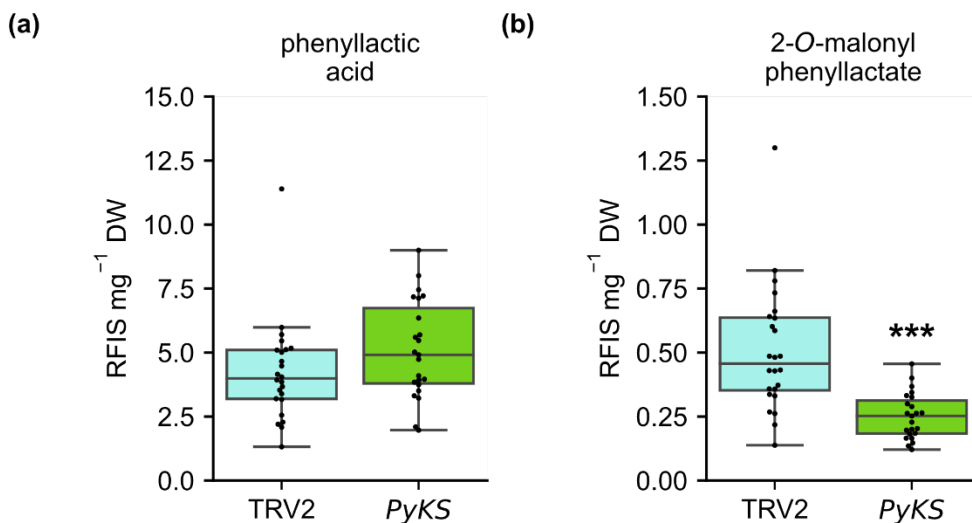 (a)
phenyllactic
acid
RFIS mg⁻¹ DW
15.0
12.5
10.0
7.5
5.0
2.5
0.0
TRV2
PyKS
(b)
2-O-malonyl
phenyllactate
RFIS mg⁻¹ DW
1.50
1.25
1.00
0.75
0.50
0.25
0.00
***
TRV2
PyKS